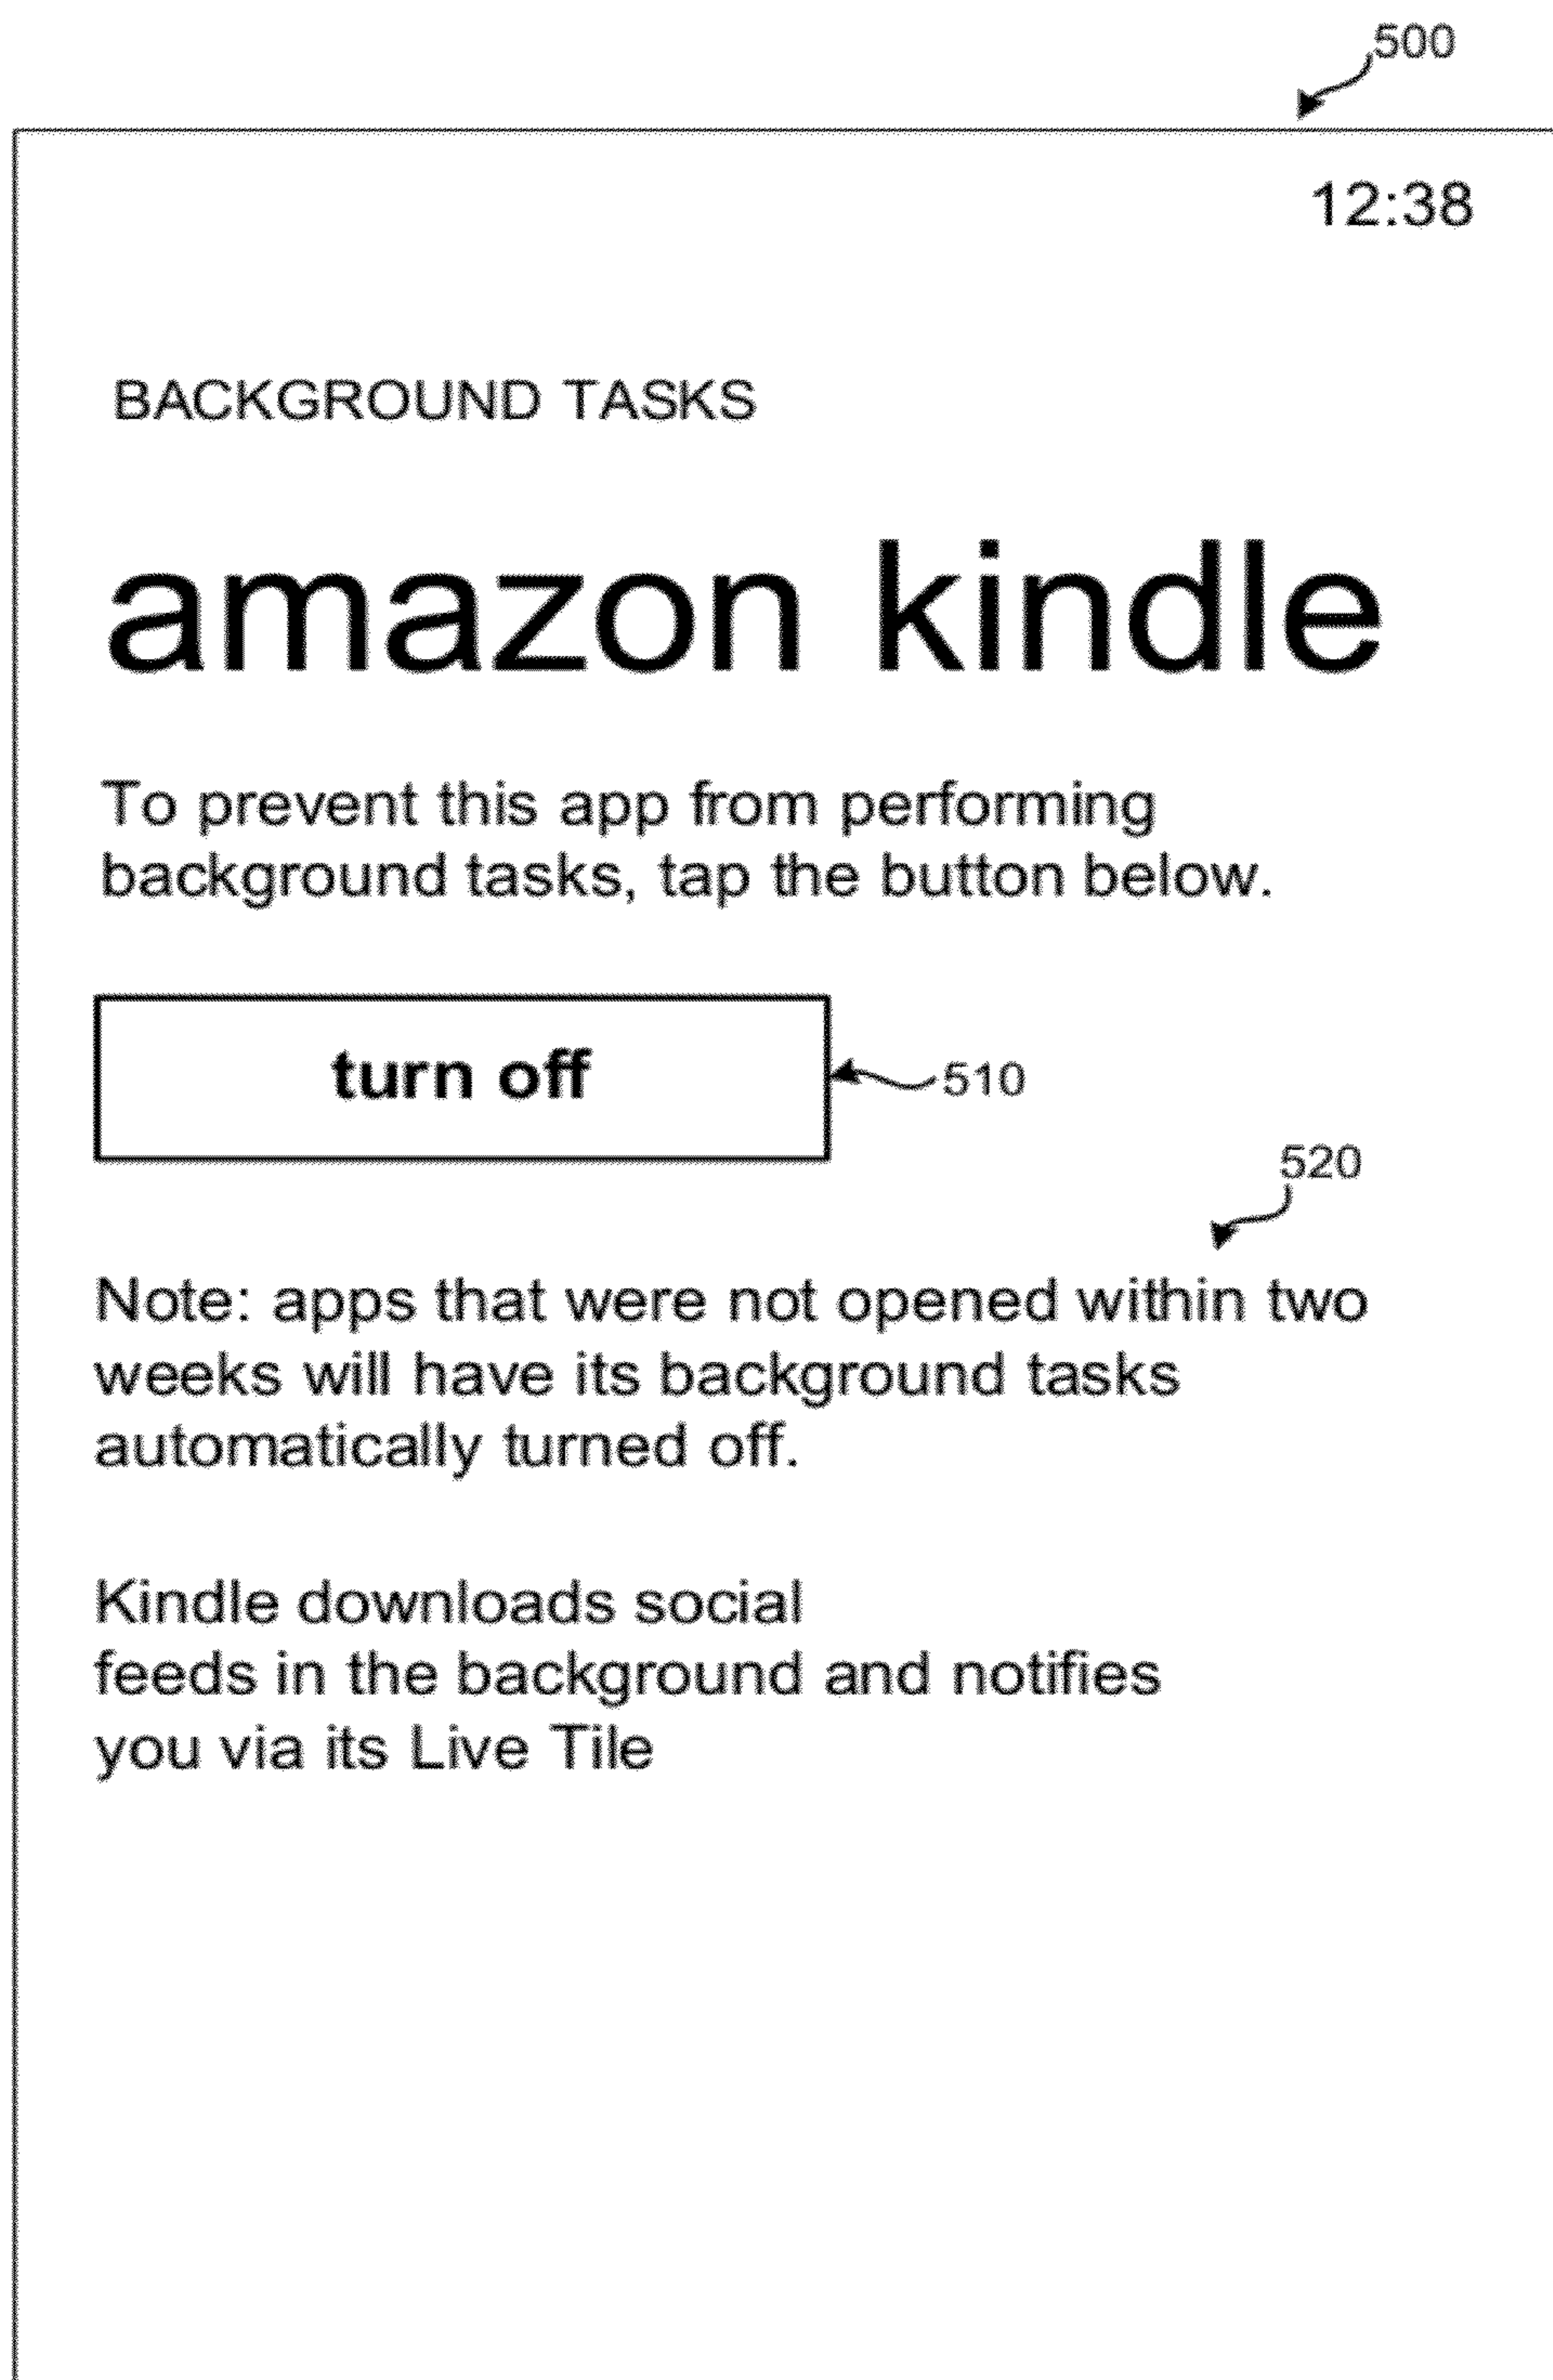 500
12:38
BACKGROUND TASKS
amazon kindle
To prevent this app from performing
background tasks, tap the button below.
turn off
510
520
Note: apps that were not opened within two
weeks will have its background tasks
automatically turned off.
Kindle downloads social
feeds in the background and notifies
you via its Live Tile